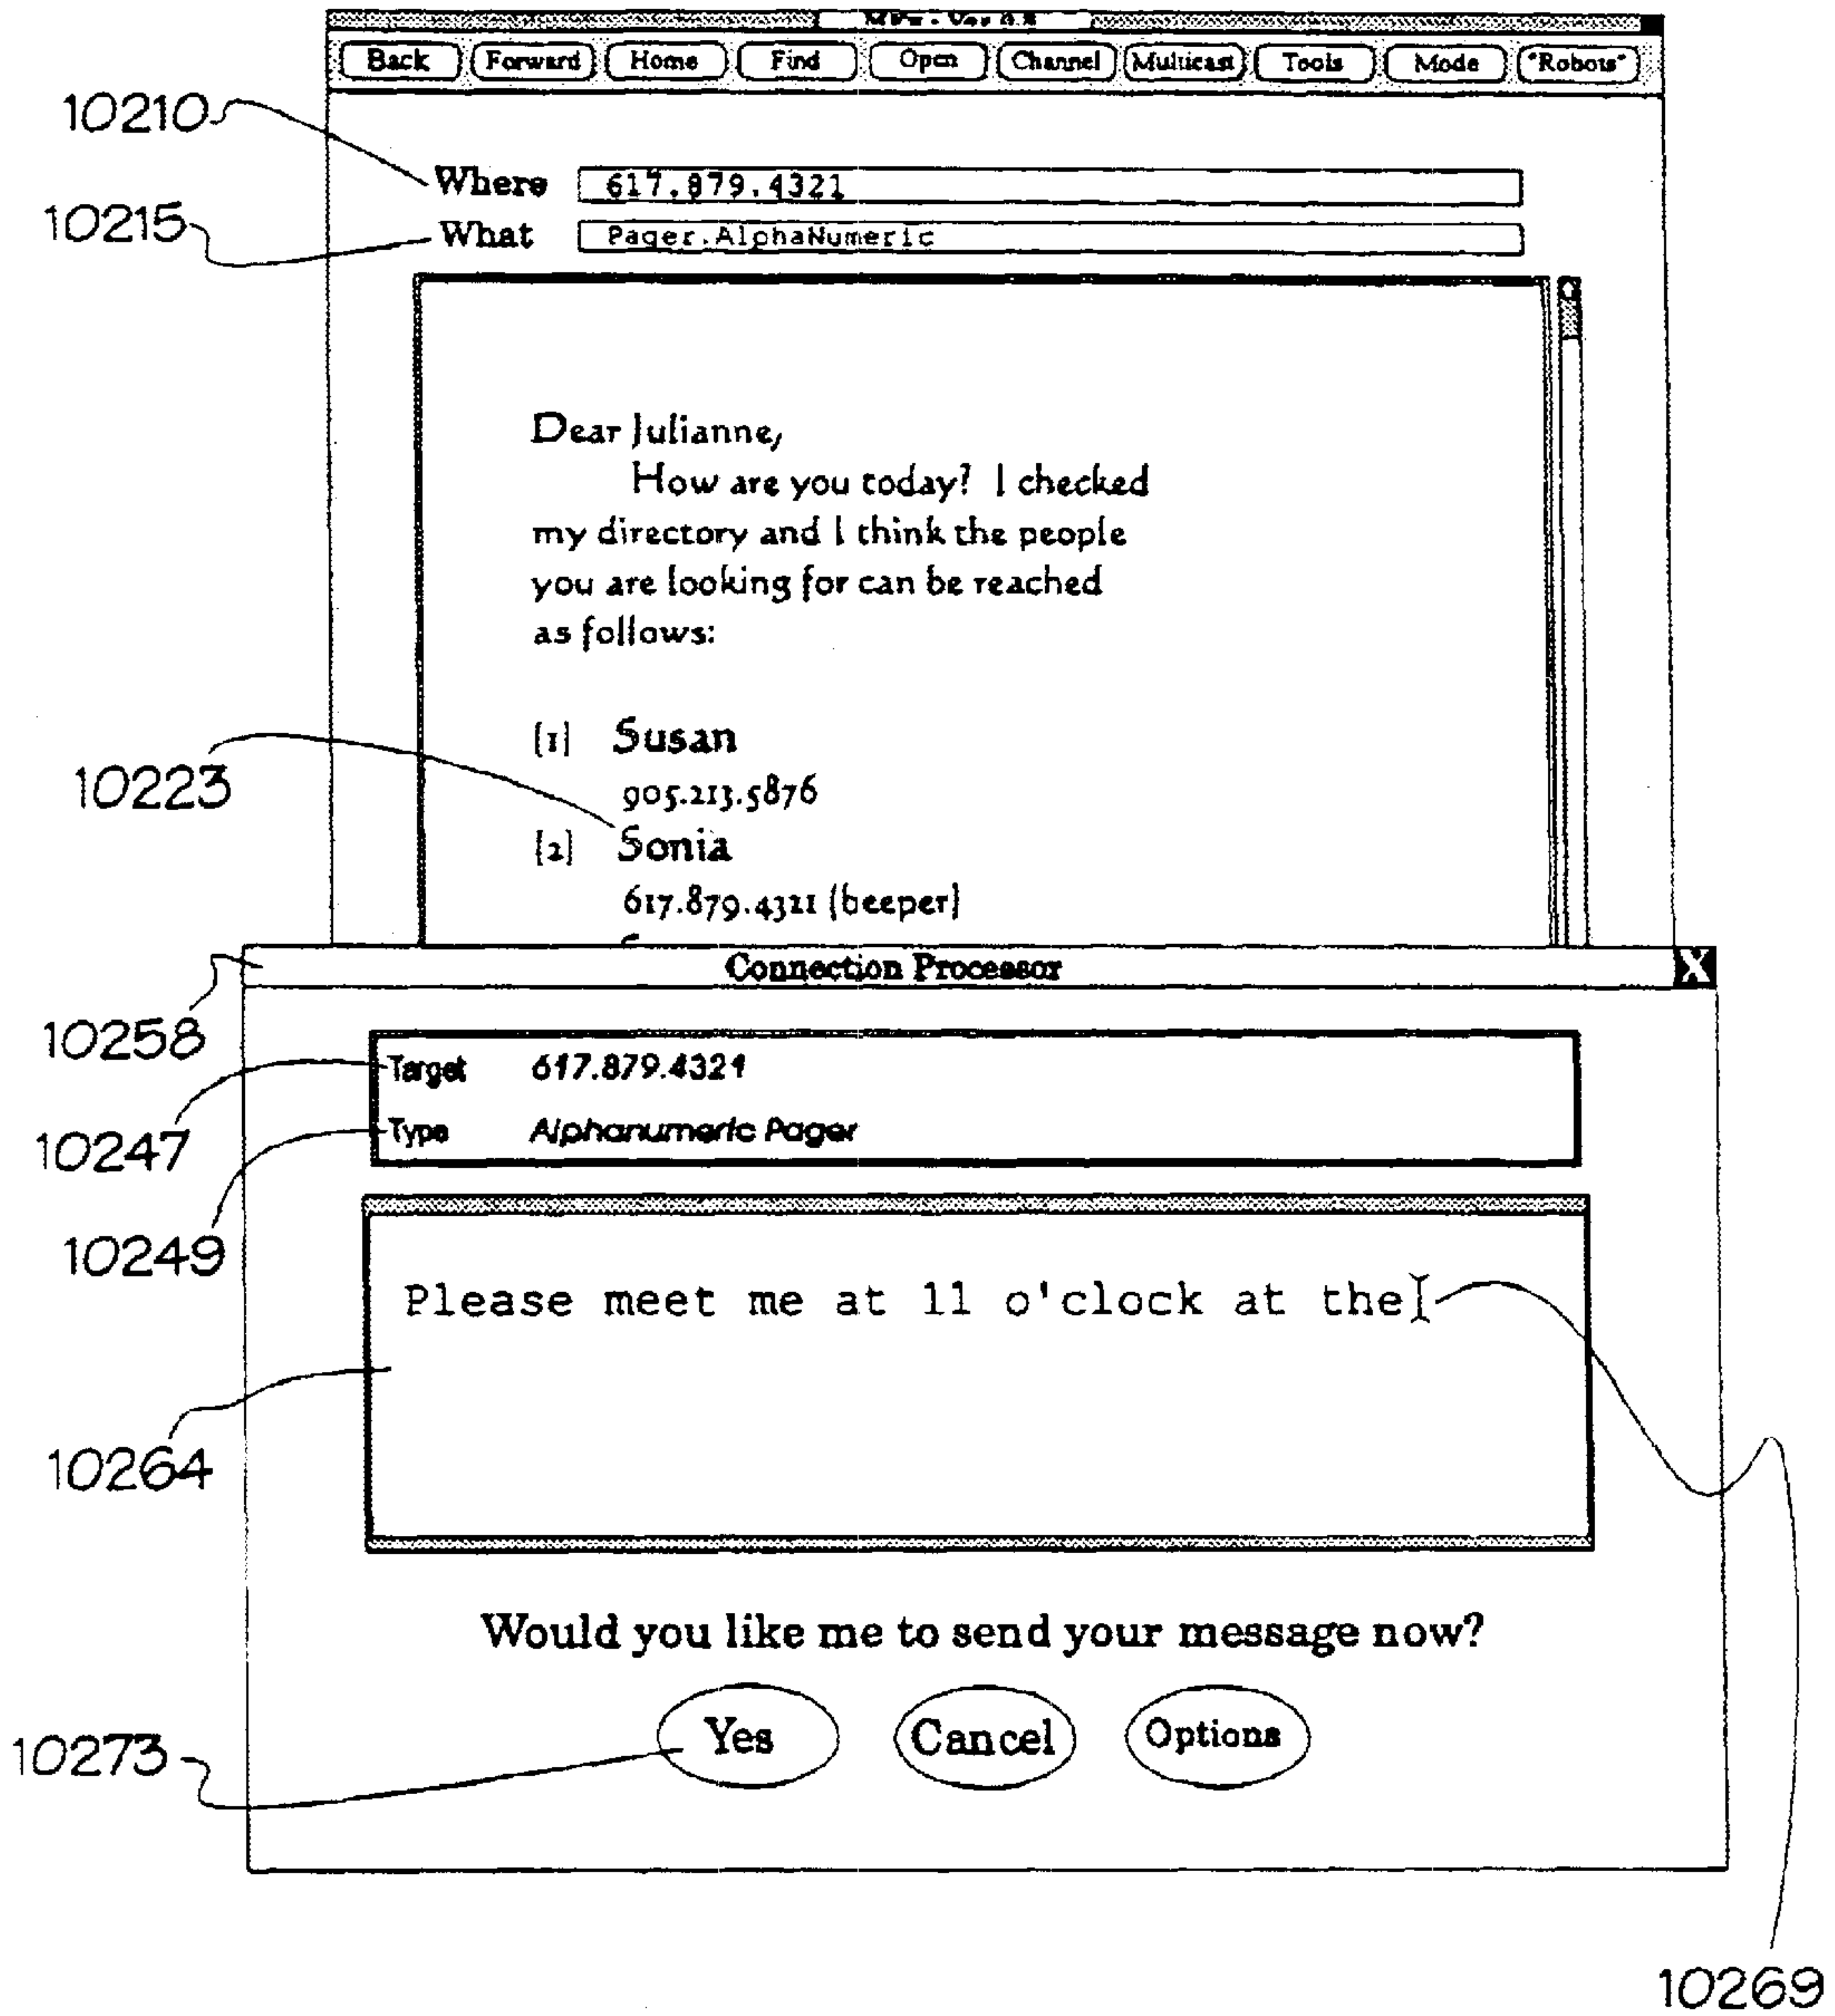 Back Forward Home Find Open Channel Multicast Tools Mode "Robots"
10210
Where 617.879.4321
10215
What Pager.AlphaNumeric
Dear Julianne,
How are you today? I checked
my directory and I think the people
you are looking for can be reached
as follows:
[1] Susan
10223
905.213.5876
[2] Sonia
617.879.4321 (beeper)
Connection Processor X
10258
Target 617.879.4321
10247
Type Alphanumeric Pager
10249
Please meet me at 11 o'clock at the
10264
Would you like me to send your message now?
10273
Yes Cancel Options
10269